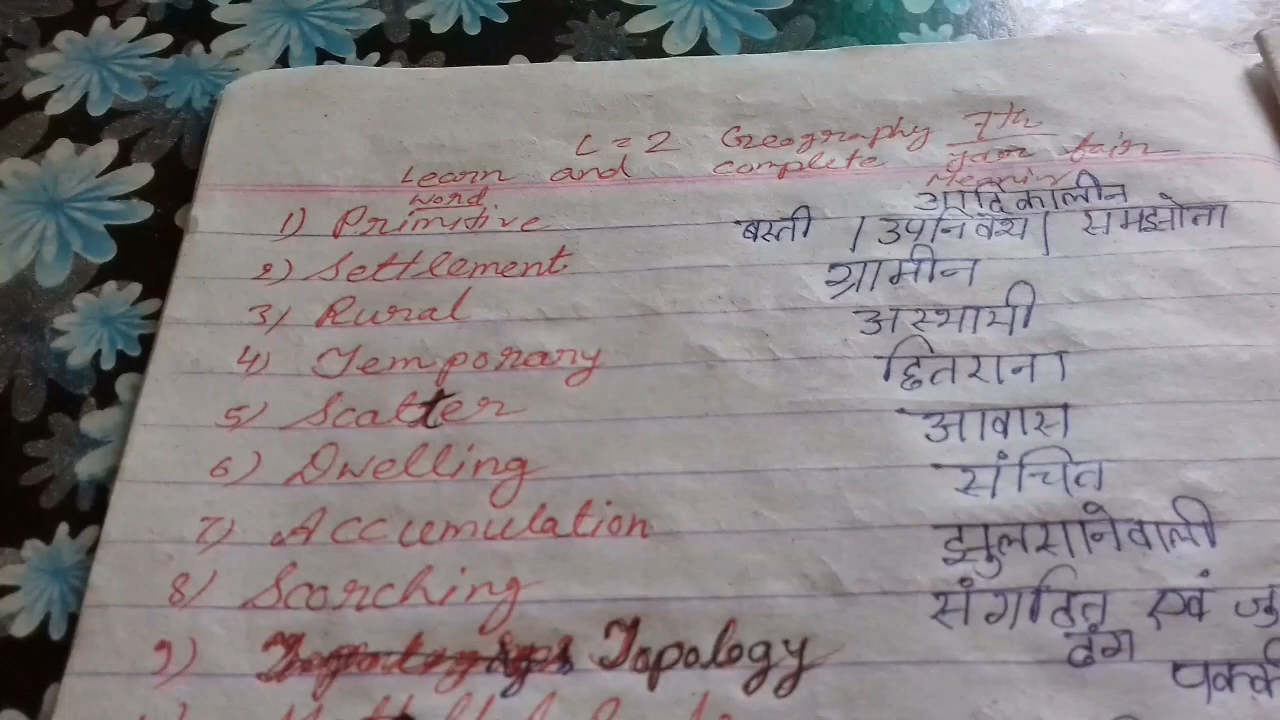 L = 2 Geography 7th
Learn and complete your fair
word Meaning
1) Primitive आदिकालीन
2) Settlement बस्ती / उपनिवेश / समझोता
3) Rural ग्रामीन
4) Temporary अस्थायी
5) Scatter छितराना
6) Dwelling आवास
7) Accumulation संचित
8) Scorching झुलसानेवाली
9) Topology संगठित एवं
ढंग
पक्की